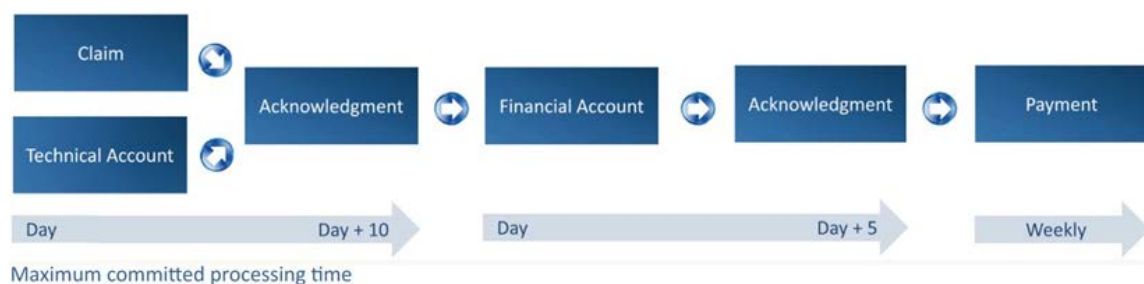 Claim
Technical Account
Acknowledgment
Financial Account
Acknowledgment
Payment
Day
Day + 10
Day
Day + 5
Weekly
Maximum committed processing time